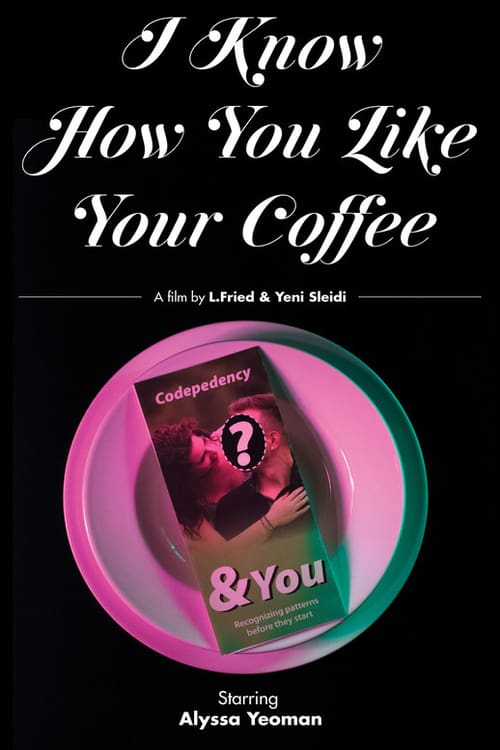 I Know
How You Like
Your Coffee
A film by L.Fried & Yeni Sleidi
Codepedency
?
& You
Recognizing patterns
before they start
Starring
Alyssa Yeoman